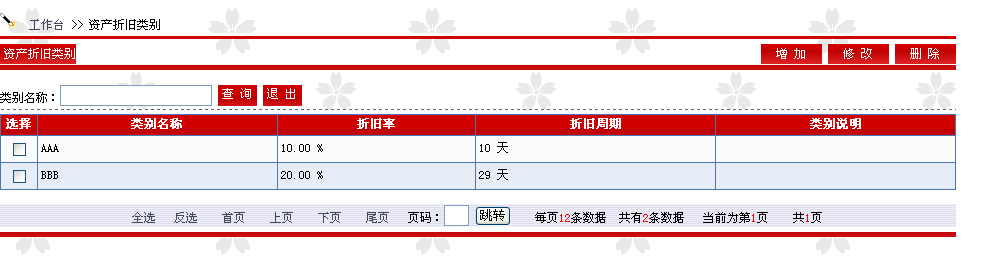 工作台 >> 资产折旧类别
资产折旧类别 增 加 修 改 删 除
类别名称： 查 询 退 出
选择 类别名称 折旧率 折旧周期 类别说明
AAA 10.00 % 10 天
BBB 20.00 % 29 天
全选 反选 首页 上页 下页 尾页 页码： 跳转 每页12条数据 共有2条数据 当前为第1页 共1页